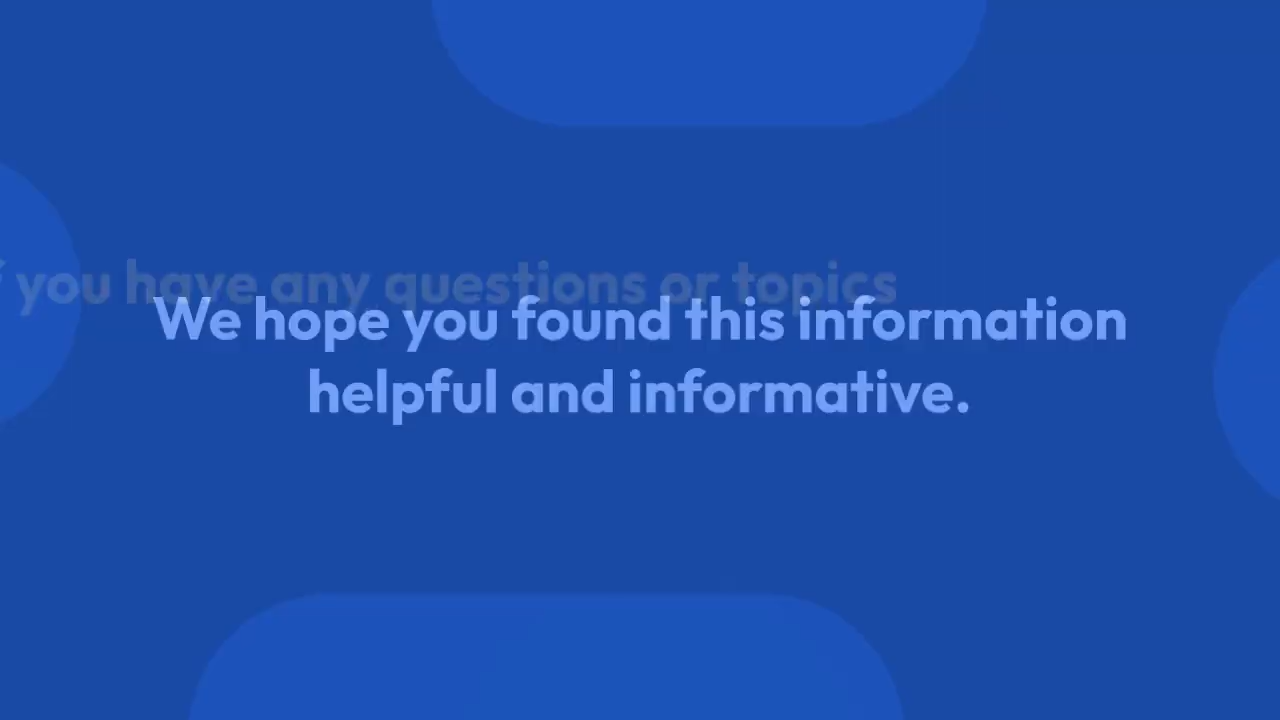 you have any questions or topics
We hope you found this information
helpful and informative.